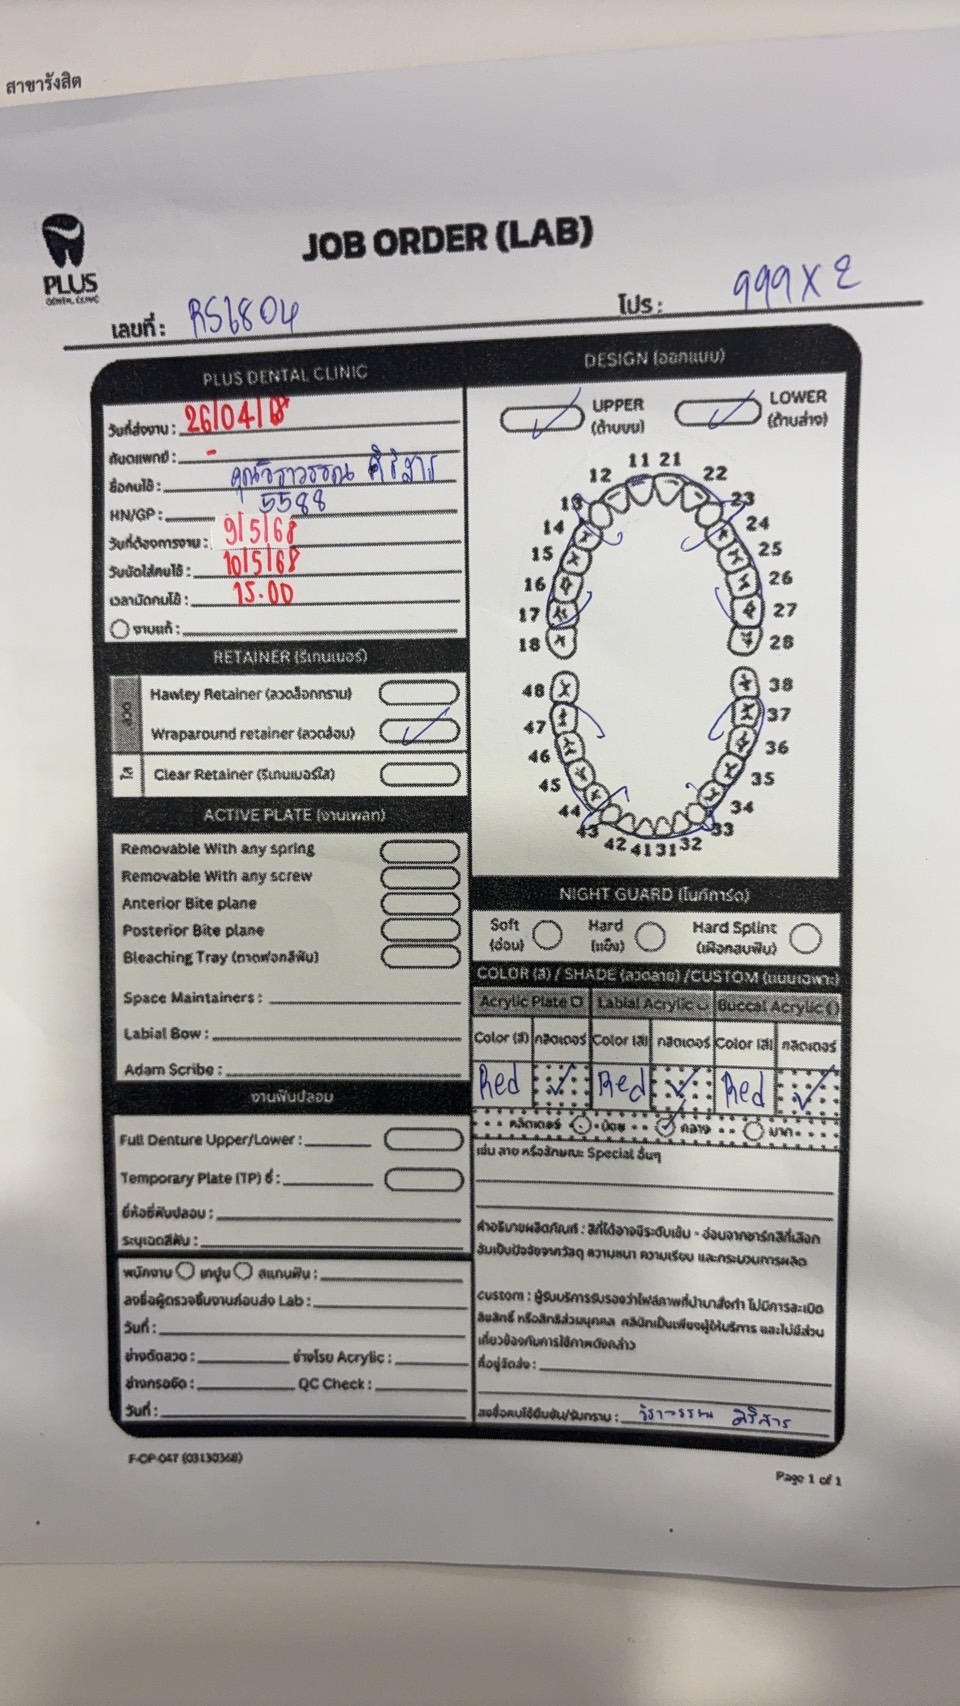 สาขารังสิต
PLUS
DENTAL CLINIC
JOB ORDER (LAB)
เลขที่ : RS6804
โปร : 999 X 2
PLUS DENTAL CLINIC
วันที่ส่งงาน : 26/04/68
ทันตแพทย์ : -
ชื่อคนไข้ : คุณวิราวรรณ ศิริสาร
HN/GP : 5588
วันที่ต้องการงาน : 9/5/68
วันนัดใส่คนไข้ : 10/5/68
เวลานัดคนไข้ : 15.00
งานแก้ :
RETAINER (รีเทนเนอร์)
ลวด
Hawley Retainer (ลวดล็อกกราม)
Wraparound retainer (ลวดอ้อม)
ใส
Clear Retainer (รีเทนเนอร์ใส)
ACTIVE PLATE (งานเพลท)
Removable With any spring
Removable With any screw
Anterior Bite plane
Posterior Bite plane
Bleaching Tray (ถาดฟอกสีฟัน)
Space Maintainers :
Labial Bow :
Adam Scribe :
งานฟันปลอม
Full Denture Upper/Lower :
Temporary Plate (TP) ซี่ :
ยี่ห้อซี่ฟันปลอม :
ระบุเฉดสีฟัน :
พนักงาน เทปูน สแกนฟัน :
ลงชื่อผู้ตรวจชิ้นงานก่อนส่ง Lab :
วันที่ :
ช่างดัดลวด : ช่างโรย Acrylic :
ช่างกรอขัด : QC Check :
วันที่ :
DESIGN (ออกแบบ)
UPPER
(ด้านบน)
LOWER
(ด้านล่าง)
11 21
12 22
13 23
14 24
15 25
16 26
17 27
18 28
48 38
47 37
46 36
45 35
44 34
43 33
42 41 31 32
NIGHT GUARD (ไนท์การ์ด)
Soft
(อ่อน)
Hard
(แข็ง)
Hard Splint
(เฝือกสบฟัน)
COLOR (สี) / SHADE (ลวดลาย) /CUSTOM (แบบเฉพาะ)
Acrylic Plate Labial Acrylic Buccal Acrylic
Color (สี) กลิตเตอร์ Color (สี) กลิตเตอร์ Color (สี) กลิตเตอร์
Red Red Red
กลิตเตอร์ น้อย กลาง มาก
เช่น ลาย หรือลักษณะ Special อื่นๆ
คำอธิบายผลิตภัณฑ์ : สีที่ได้อาจมีระดับเข้ม - อ่อนจากชาร์ทสีที่เลือก
อันเป็นปัจจัยจากวัสดุ ความหนา ความเรียบ และกระบวนการผลิต
custom : ผู้รับบริการรับรองว่าไฟล์ภาพที่นำมาสั่งทำ ไม่มีการละเมิด
ลิขสิทธิ์ หรือสิทธิส่วนบุคคล คลินิกเป็นเพียงผู้ให้บริการ และไม่มีส่วน
เกี่ยวข้องกับการใช้ภาพดังกล่าว
ที่อยู่จัดส่ง :
ลงชื่อคนไข้ยืนยัน/รับทราบ : วิราวรรณ ศิริสาร
F-OP-047 (03130368)
Page 1 of 1